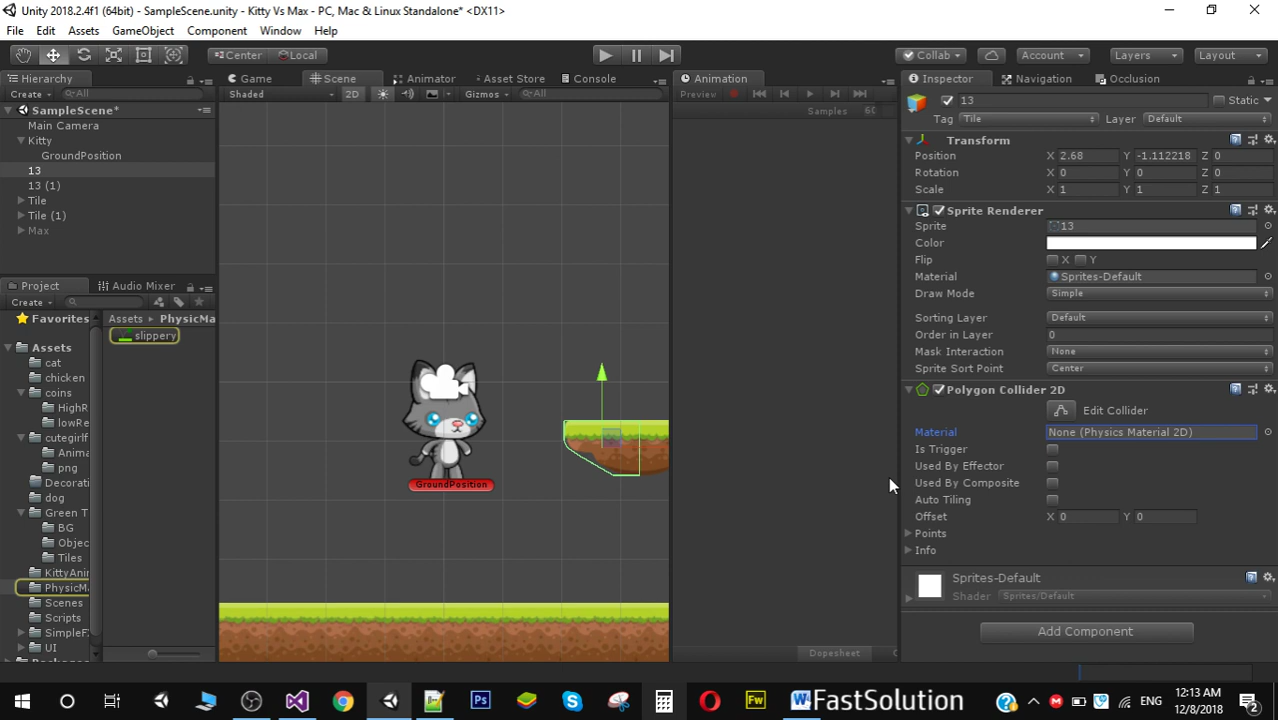 Unity 2018.2.4f1 (64bit) - SampleScene.unity - Kitty Vs Max - PC, Mac & Linux Standalone* <DX11>
File Edit Assets GameObject Component Window Help
Center Local Collab Account Layers Layout
Hierarchy Game Scene Animator Asset Store Console Animation Inspector Navigation Occlusion
Create All Shaded 2D Gizmos All Preview
Samples 60
SampleScene*
Main Camera
Kitty
GroundPosition
13
13 (1)
Tile
Tile (1)
Max
13 Static
Tag Tile Layer Default
Transform
Position X 2.68 Y -1.112218 Z 0
Rotation X 0 Y 0 Z 0
Scale X 1 Y 1 Z 1
Sprite Renderer
Sprite 13
Color
Flip X Y
Material Sprites-Default
Draw Mode Simple
Sorting Layer Default
Order in Layer 0
Mask Interaction None
Sprite Sort Point Center
Polygon Collider 2D
Edit Collider
Material None (Physics Material 2D)
Is Trigger
Used By Effector
Used By Composite
Auto Tiling
Offset X 0 Y 0
Points
Info
Sprites-Default
Shader Sprites/Default
Add Component
Project Audio Mixer
Create
Favorites
Assets
cat
chicken
coins
HighR
lowRe
cutegirlf
Anima
png
Decorati
dog
Green T
BG
Objec
Tiles
KittyAni
PhysicMa
Scenes
Scripts
SimpleF
UI
Assets PhysicMa
slippery
GroundPosition
Dopesheet
FastSolution
ENG
12:13 AM
12/8/2018
2